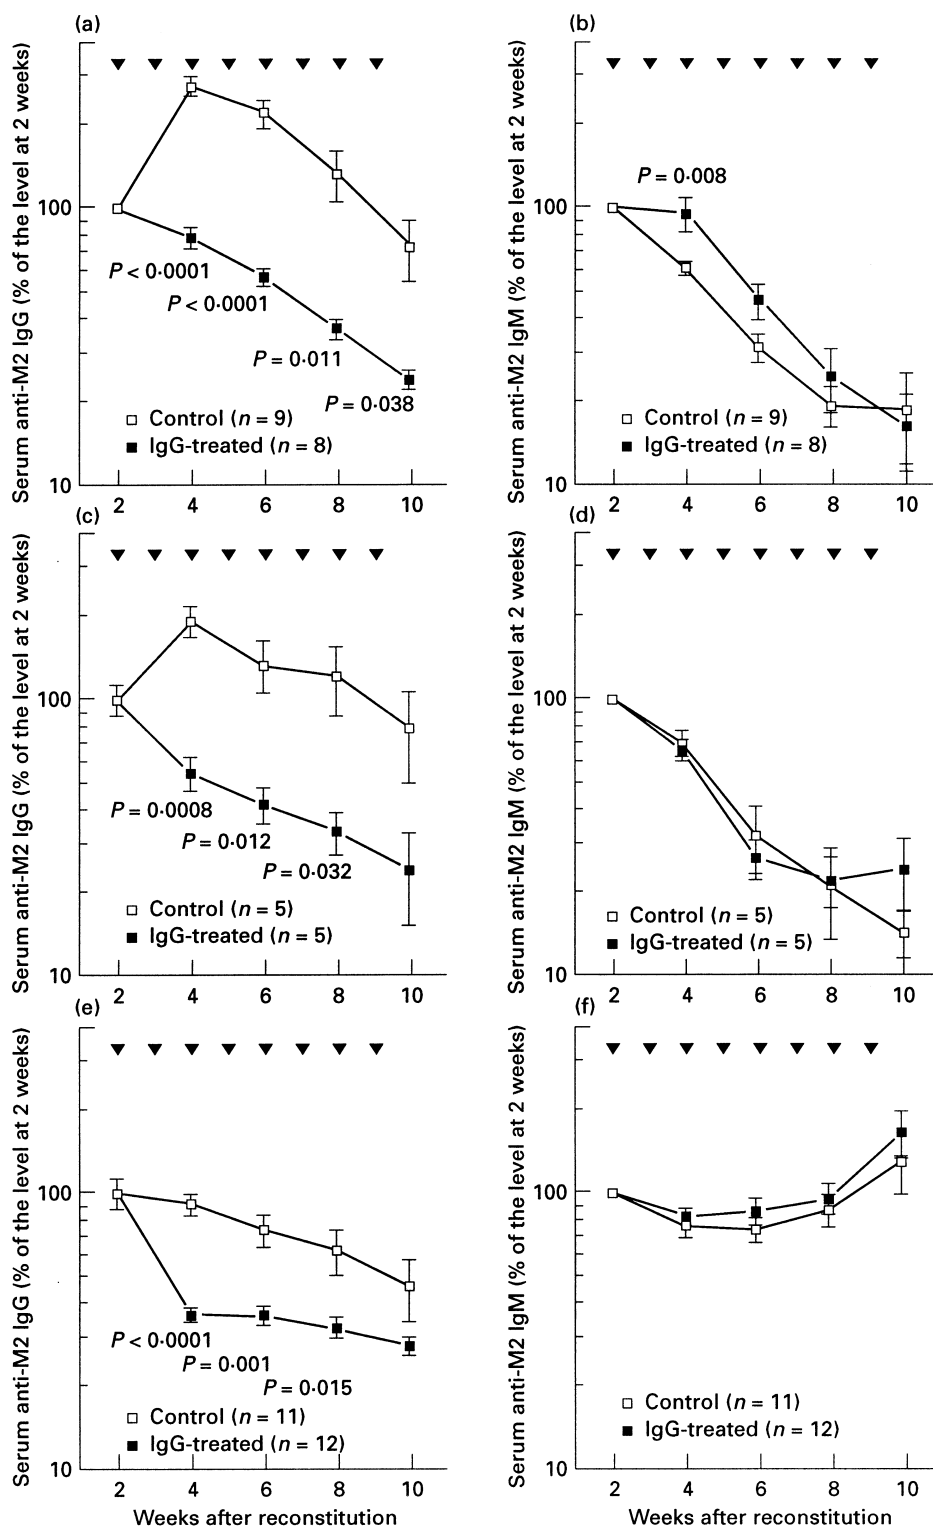 (a)
Serum anti-M2 IgG (% of the level at 2 weeks)
100
10
P < 0·0001
P < 0·0001
P = 0·011
P = 0·038
Control (n = 9)
IgG-treated (n = 8)
2 4 6 8 10
(b)
Serum anti-M2 IgM (% of the level at 2 weeks)
100
10
P = 0·008
Control (n = 9)
IgG-treated (n = 8)
2 4 6 8 10
(c)
Serum anti-M2 IgG (% of the level at 2 weeks)
100
10
P = 0·0008
P = 0·012
P = 0·032
Control (n = 5)
IgG-treated (n = 5)
2 4 6 8 10
(d)
Serum anti-M2 IgM (% of the level at 2 weeks)
100
10
Control (n = 5)
IgG-treated (n = 5)
2 4 6 8 10
(e)
Serum anti-M2 IgG (% of the level at 2 weeks)
100
10
P < 0·0001
P = 0·001
P = 0·015
Control (n = 11)
IgG-treated (n = 12)
2 4 6 8 10
Weeks after reconstitution
(f)
Serum anti-M2 IgM (% of the level at 2 weeks)
100
10
Control (n = 11)
IgG-treated (n = 12)
2 4 6 8 10
Weeks after reconstitution